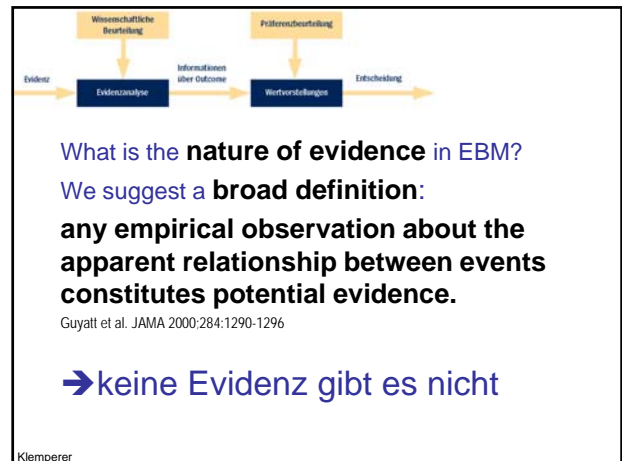 Wissenschaftliche
Beurteilung
Präferenzbeurteilung
Evidenz
Evidenzanalyse
Informationen
über Outcome
Wertvorstellungen
Entscheidung
What is the nature of evidence in EBM?
We suggest a broad definition:
any empirical observation about the
apparent relationship between events
constitutes potential evidence.
Guyatt et al. JAMA 2000;284:1290-1296
➔keine Evidenz gibt es nicht
Klemperer